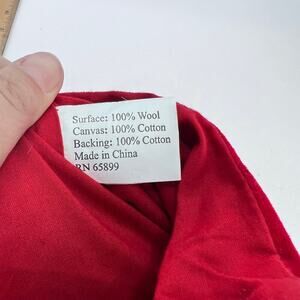 Surface: 100% Wool
Canvas: 100% Cotton
Backing: 100% Cotton
Made in China
RN 65899